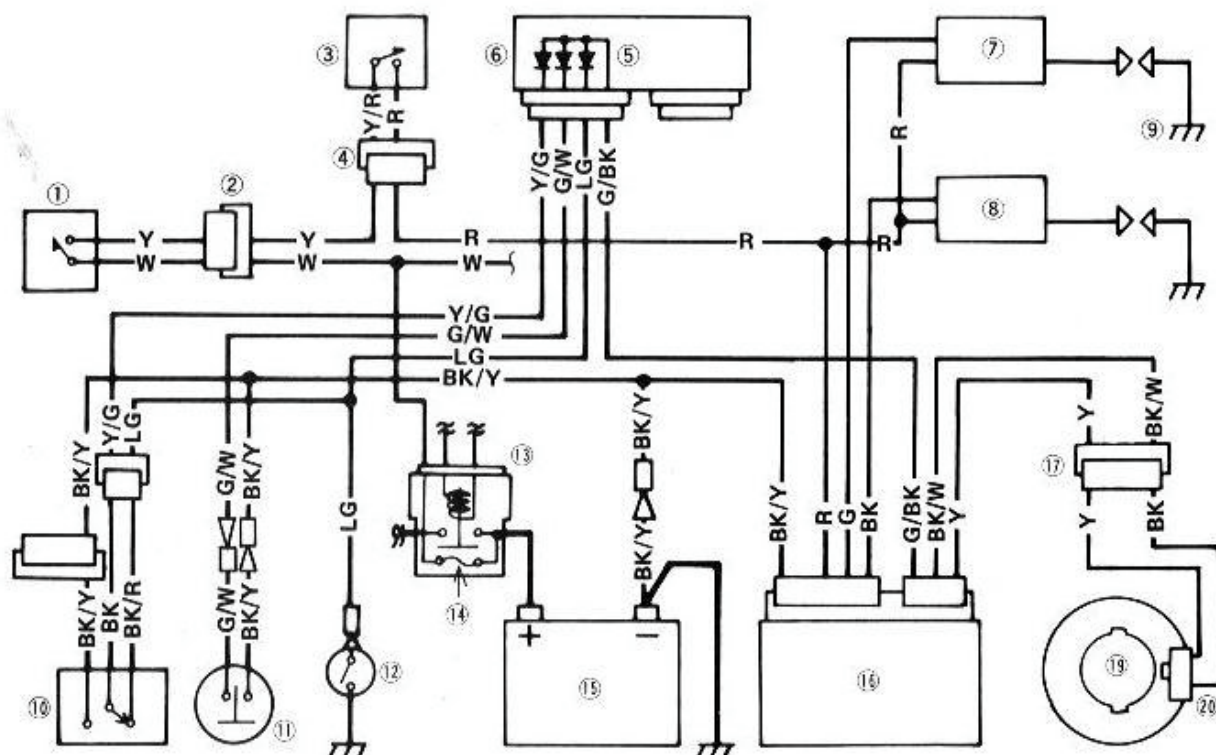 ③ ⑥ ⑤ ⑦
Y/R R
④ R ⑨
Y/G G/W LG G/BK
① ② ⑧
Y Y R R R
W W W
Y/G
G/W
LG
BK/Y
BK/Y Y/G LG G/W BK/Y BK/Y Y BK/W
⑬ ⑰
LG BK/Y R G BK G/BK BK/W Y
BK/Y Y BK
BK/Y BK BK/R G/W BK/Y ⑭
+ −
⑩ ⑪ ⑫ ⑮ ⑯ ⑲ ⑳